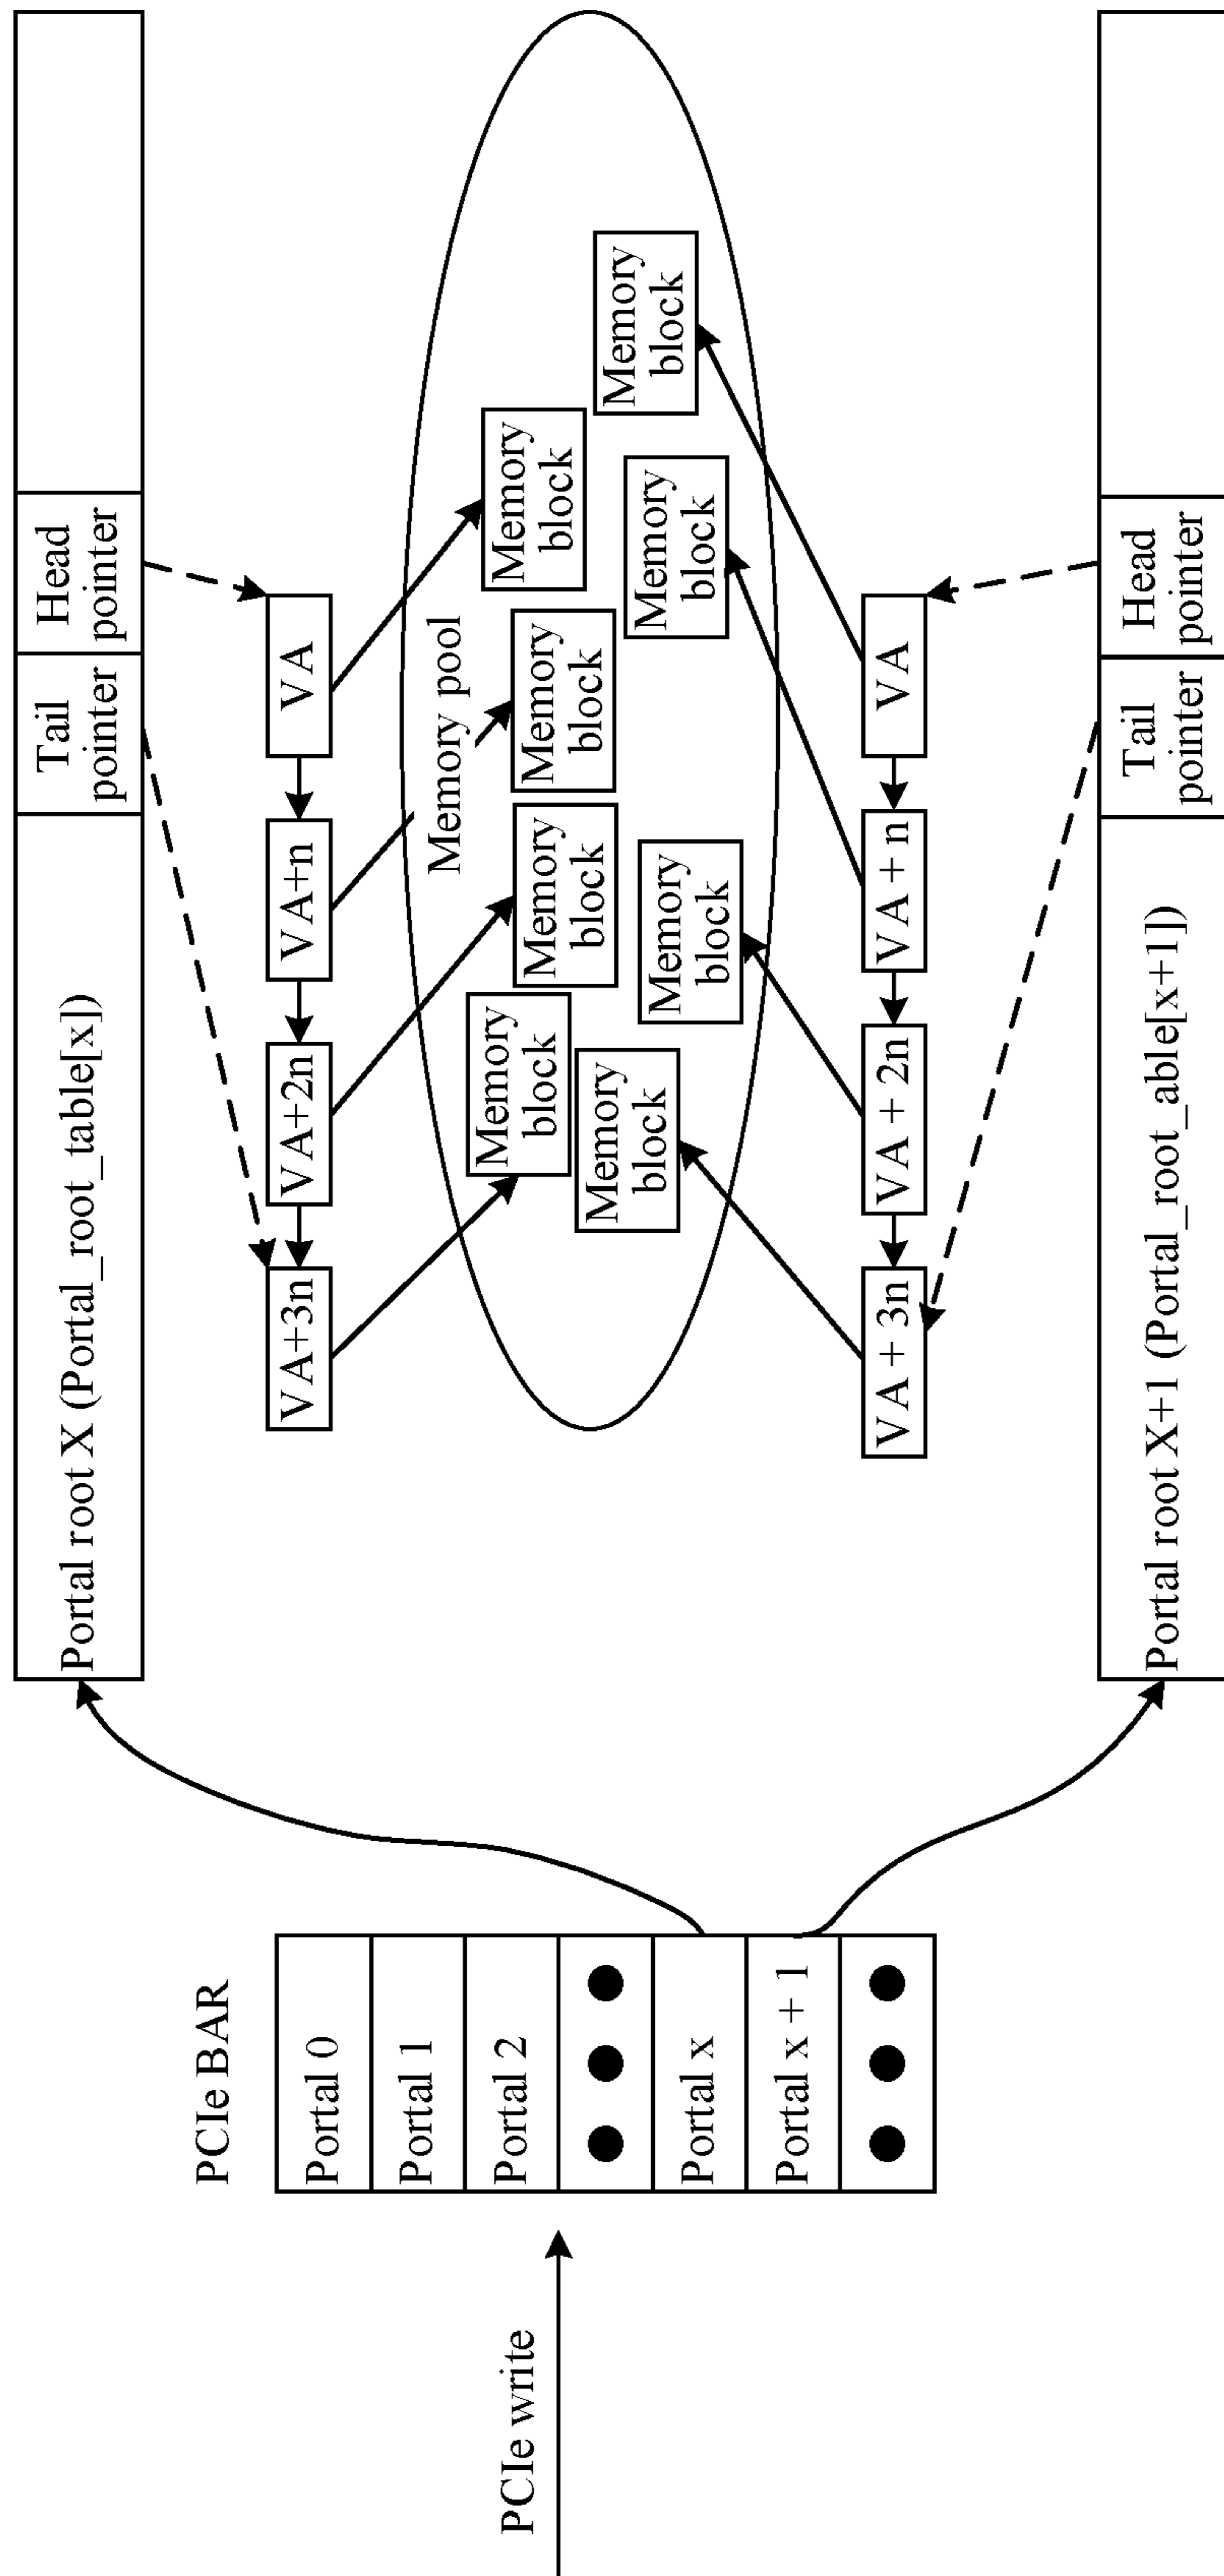 Portal root X (Portal_root_table[x])
Tail
pointer
Head
pointer
VA+3n
VA+2n
VA+n
VA
PCIe BAR
Portal 0
Portal 1
Portal 2
Portal x
Portal x + 1
PCIe write
Memory pool
Memory
block
Memory
block
Memory
block
Memory
block
Memory
block
Memory
block
Memory
block
Memory
block
VA + 3n
VA + 2n
VA + n
VA
Portal root X+1 (Portal_root_able[x+1])
Tail
pointer
Head
pointer